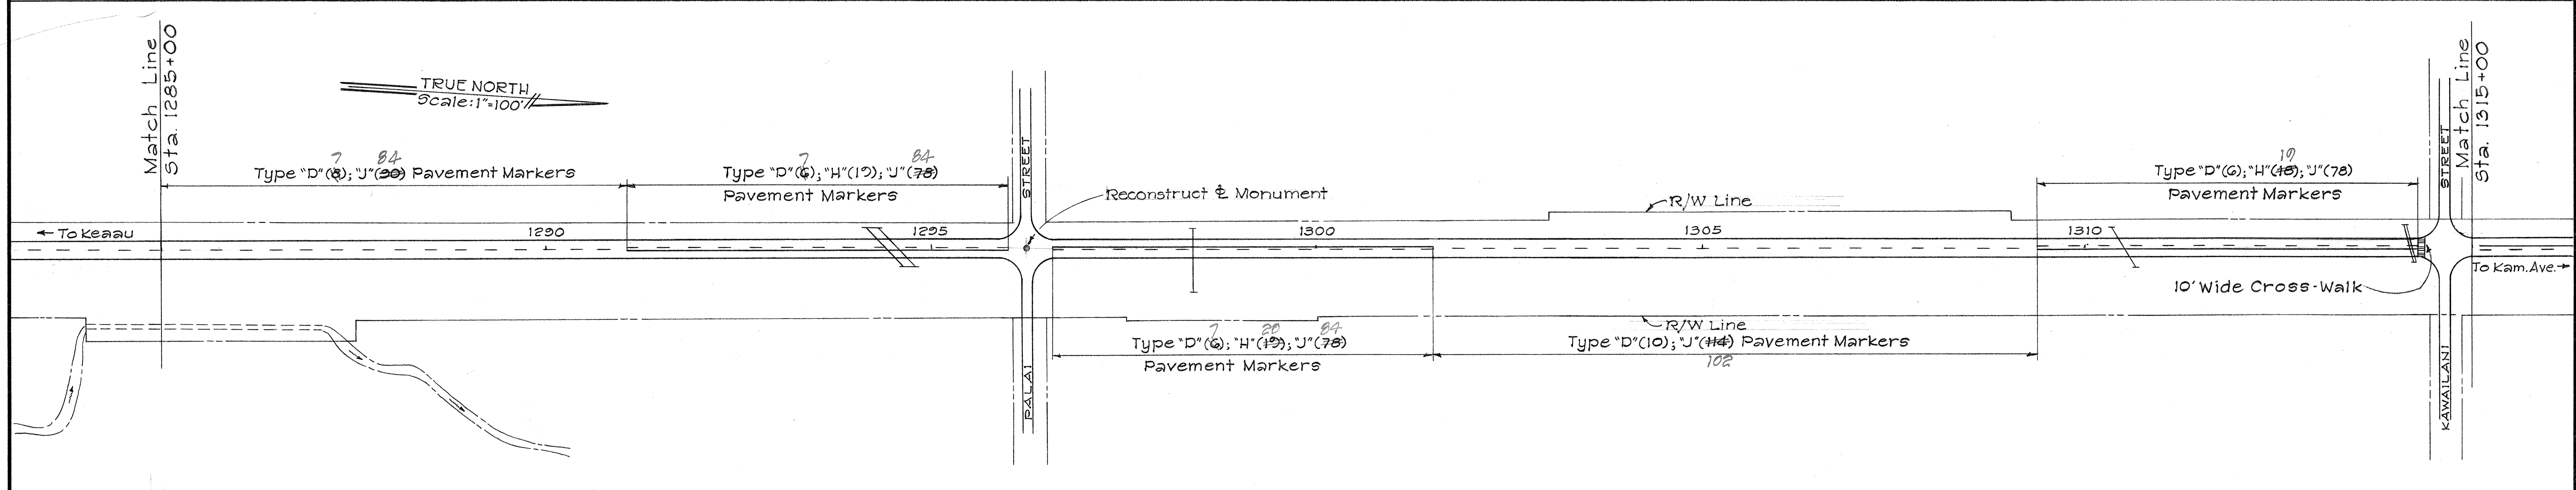 Match Line
Sta. 1285+00
TRUE NORTH
Scale: 1"=100'
7 84
Type "D"(8); "J"(90) Pavement Markers
7 84
Type "D"(6); "H"(19); "J"(78)
Pavement Markers
STREET
Reconstruct ℄ Monument
R/W Line
19
Type "D"(6); "H"(18); "J"(78)
Pavement Markers
STREET
Match Line
Sta. 1315+00
← To Keaau
1290
1295
1300
1305
1310
To Kam. Ave. →
10' Wide Cross-Walk
R/W Line
7 20 84
Type "D"(6); "H"(19); "J"(78)
Pavement Markers
Type "D"(10); "J"(114) Pavement Markers
102
PALAI
KAWAILANI